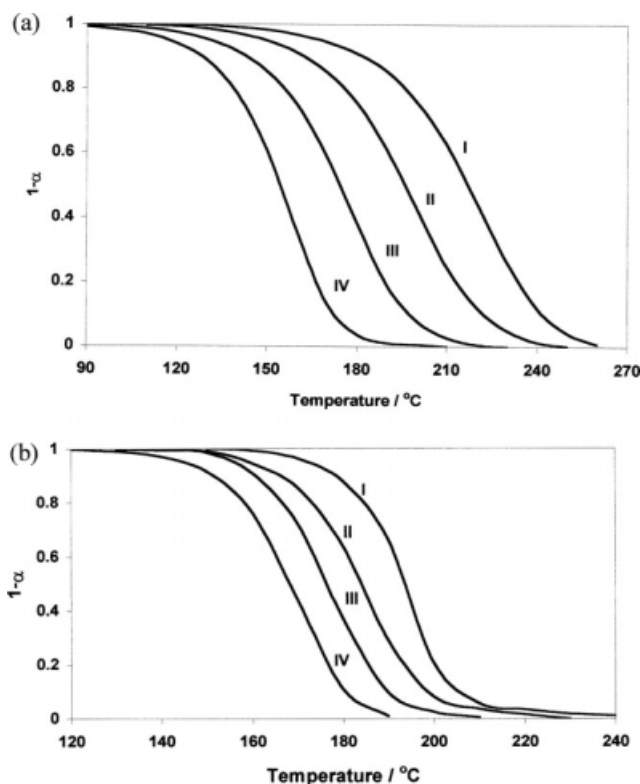 (a)
1
0.8
0.6
0.4
0.2
0
1-α
I
II
III
IV
90 120 150 180 210 240 270
Temperature / °C
(b)
1
0.8
0.6
0.4
0.2
0
1-α
I
II
III
IV
120 140 160 180 200 220 240
Temperature / °C